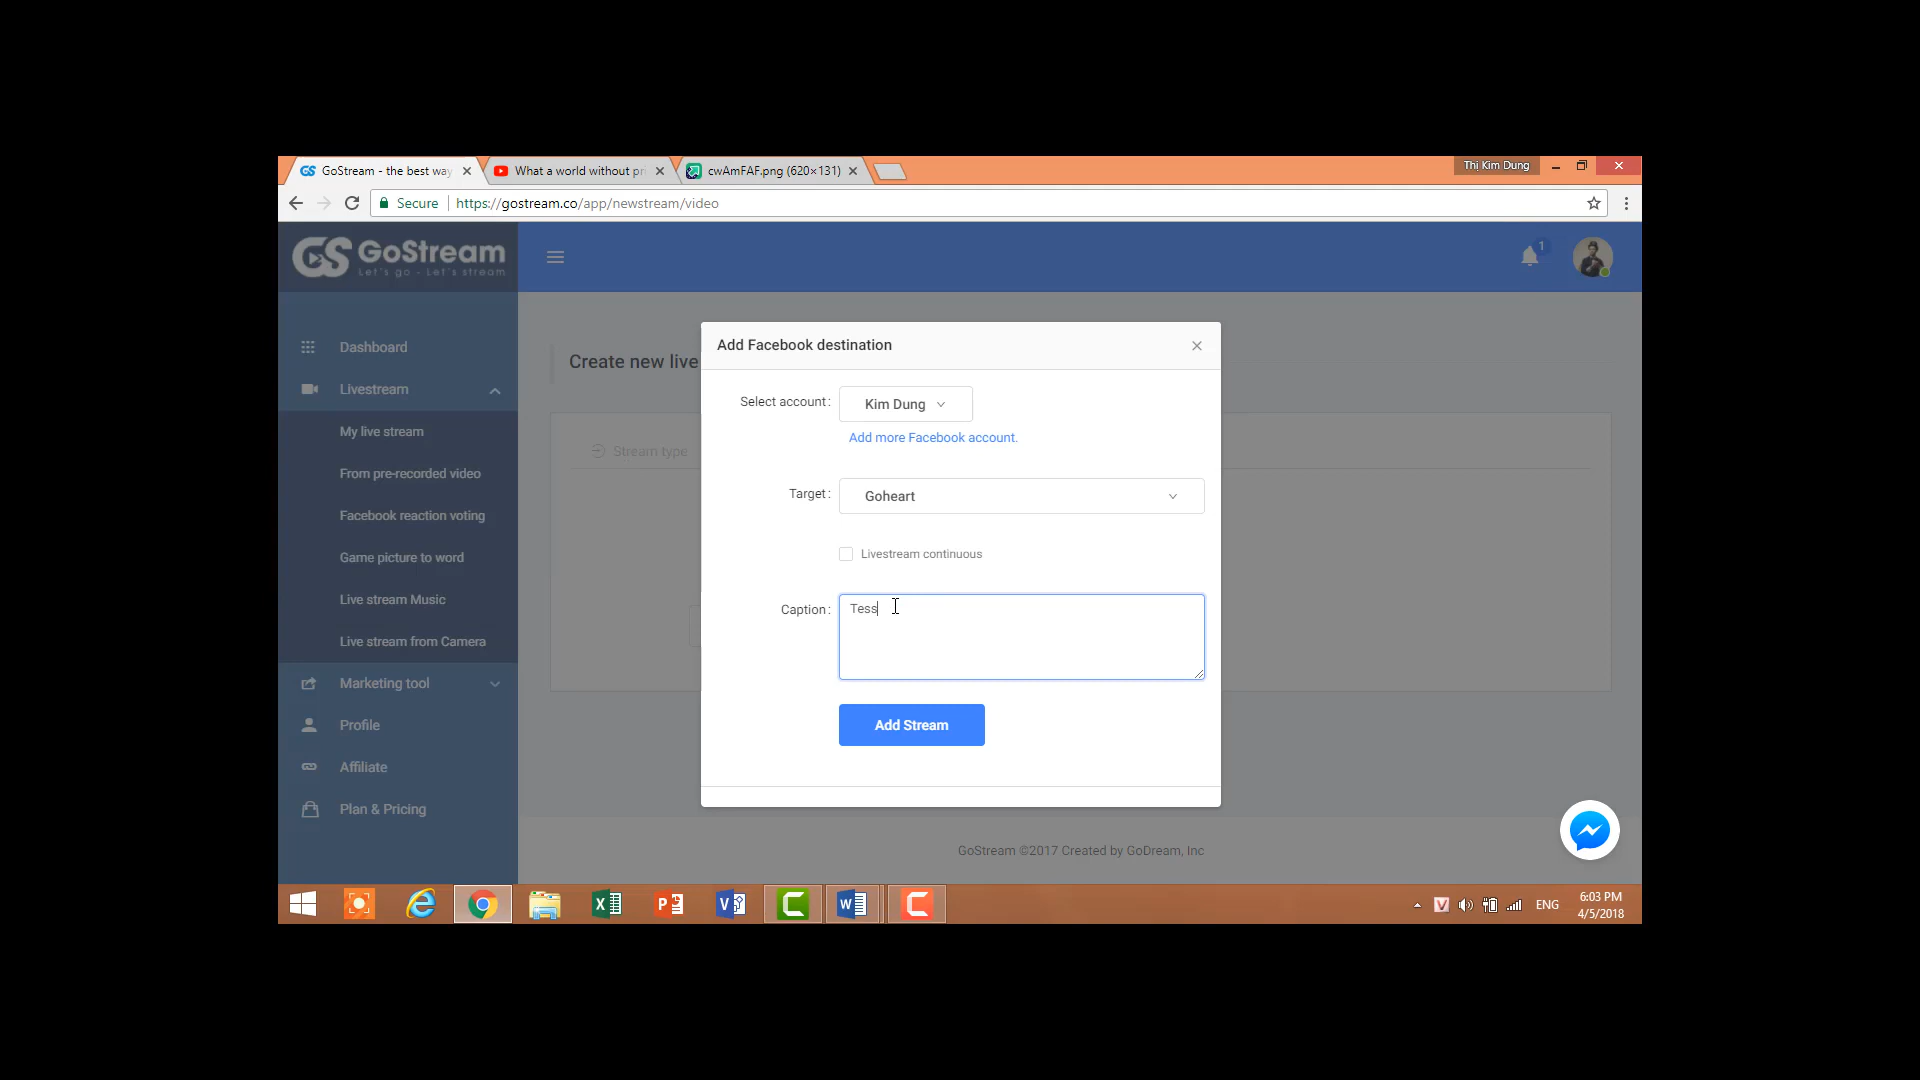 GoStream - the best way
What a world without pri
cwAmFAF.png (620×131)
Thi Kim Dung
Secure
https://gostream.co/app/newstream/video
GS GoStream
Let's go - Let's stream
1
Dashboard
Livestream
My live stream
From pre-recorded video
Facebook reaction voting
Game picture to word
Live stream Music
Live stream from Camera
Marketing tool
Profile
Affiliate
Plan & Pricing
Create new live
Stream type
Add Facebook destination
Select account:
Kim Dung
Add more Facebook account.
Target:
Goheart
Livestream continuous
Caption:
Tess
Add Stream
GoStream ©2017 Created by GoDream, Inc
ENG
6:03 PM
4/5/2018